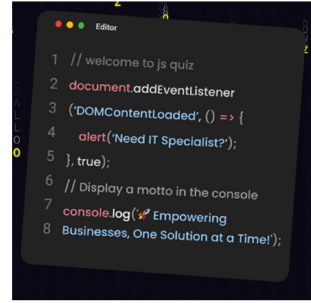 Editor
1 // welcome to js quiz
2 document.addEventListener
3 ('DOMContentLoaded', () => {
4 alert('Need IT Specialist?');
5 }, true);
6 // Display a motto in the console
7 console.log('🚀 Empowering
8 Businesses, One Solution at a Time!');